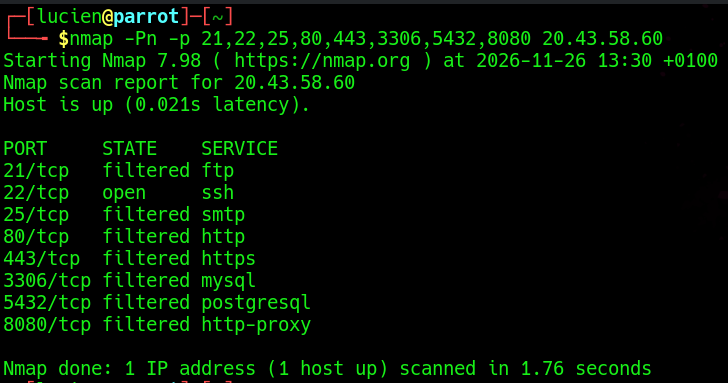 ┌─[lucien@parrot]─[~]
└──╼ $nmap -Pn -p 21,22,25,80,443,3306,5432,8080 20.43.58.60
Starting Nmap 7.98 ( https://nmap.org ) at 2026-11-26 13:30 +0100
Nmap scan report for 20.43.58.60
Host is up (0.021s latency).

PORT     STATE    SERVICE
21/tcp   filtered ftp
22/tcp   open     ssh
25/tcp   filtered smtp
80/tcp   filtered http
443/tcp  filtered https
3306/tcp filtered mysql
5432/tcp filtered postgresql
8080/tcp filtered http-proxy

Nmap done: 1 IP address (1 host up) scanned in 1.76 seconds